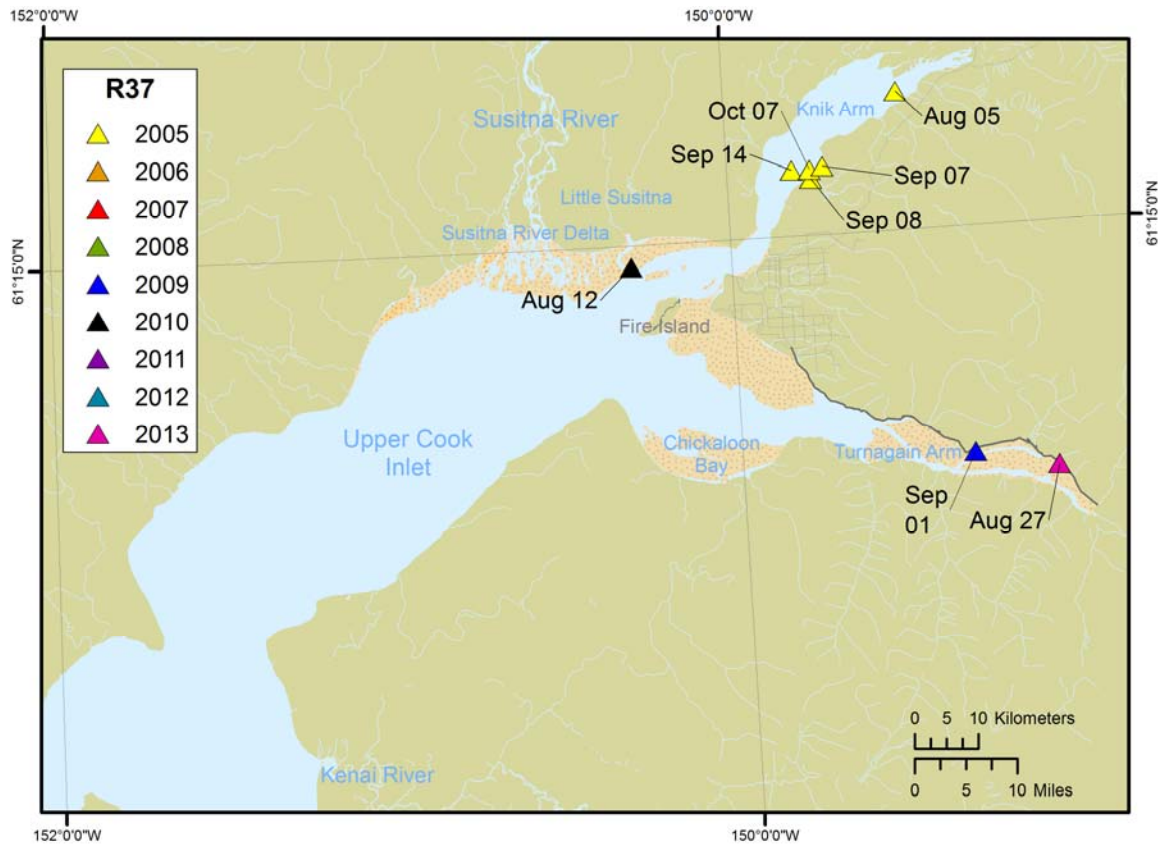 152°0'0"W
150°0'0"W
R37
2005
2006
2007
2008
2009
2010
2011
2012
2013
Susitna River
Knik Arm
Aug 05
Oct 07
Sep 14
Sep 07
Sep 08
Little Susitna
Susitna River Delta
61°15'0"N
61°15'0"N
Aug 12
Fire Island
Upper Cook
Inlet
Chickaloon
Bay
Turnagain Arm
Sep
01
Aug 27
0 5 10 Kilometers
0 5 10 Miles
Kenai River
152°0'0"W
150°0'0"W